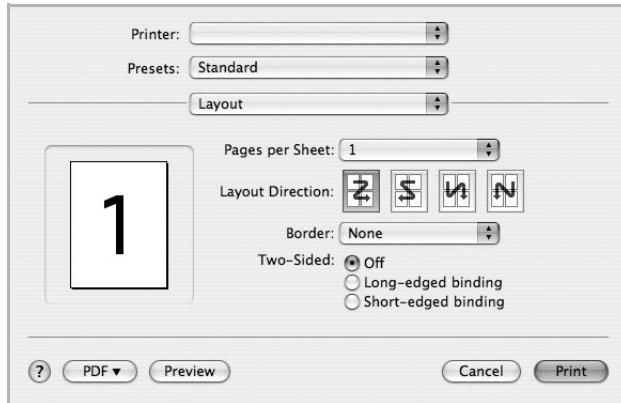 Printer:
Presets: Standard
Layout
Pages per Sheet: 1
Layout Direction:
1
Border: None
Two-Sided: Off
Long-edged binding
Short-edged binding
? PDF▼ Preview Cancel Print